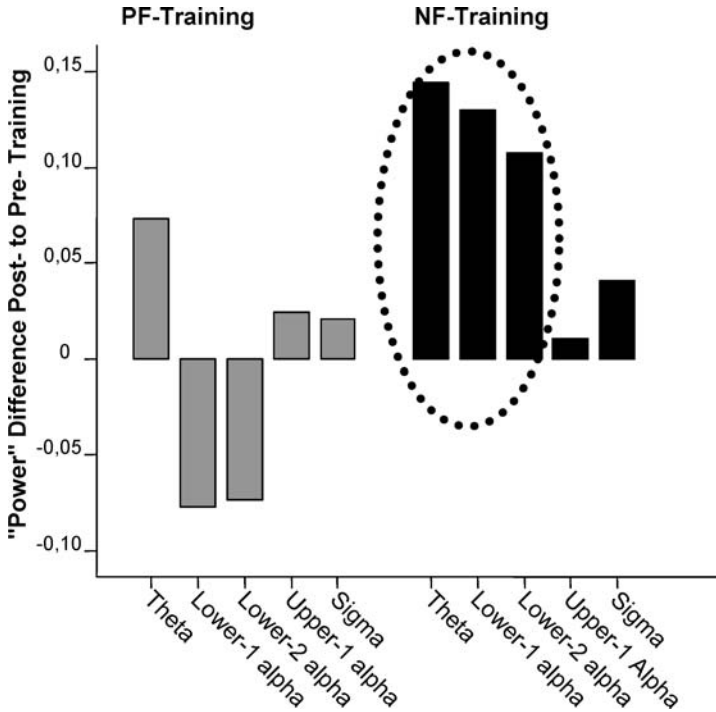 PF-Training
NF-Training
"Power" Difference Post- to Pre- Training
0,15
0,10
0,05
0
-0,05
-0,10
Theta
Lower-1 alpha
Lower-2 alpha
Upper-1 alpha
Sigma
Theta
Lower-1 alpha
Lower-2 alpha
Upper-1 Alpha
Sigma